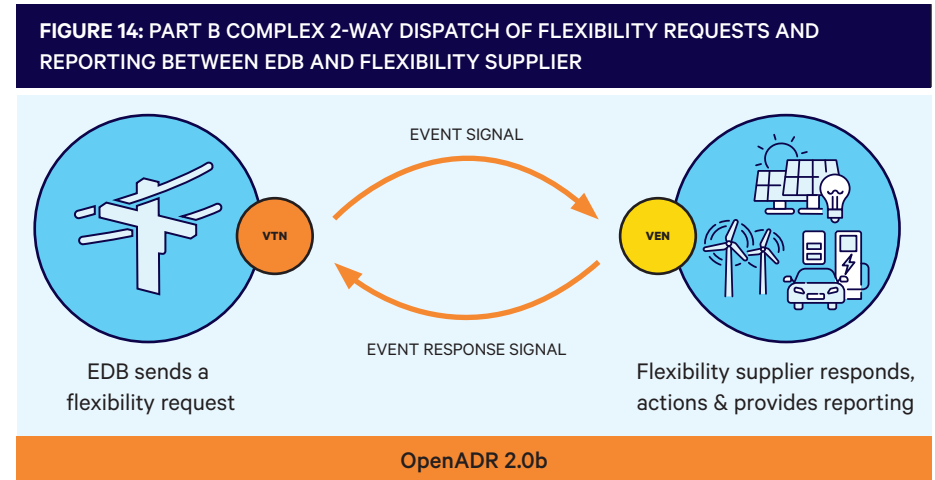 FIGURE 14: PART B COMPLEX 2-WAY DISPATCH OF FLEXIBILITY REQUESTS AND
REPORTING BETWEEN EDB AND FLEXIBILITY SUPPLIER
EVENT SIGNAL
VTN
VEN
EVENT RESPONSE SIGNAL
EDB sends a
flexibility request
Flexibility supplier responds,
actions & provides reporting
OpenADR 2.0b